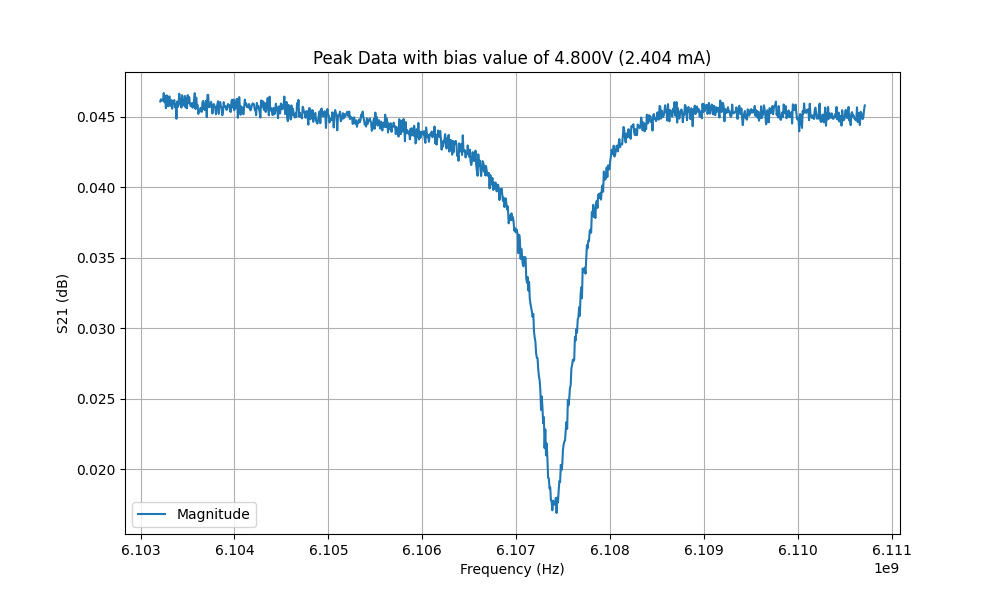 Peak Data with bias value of 4.800V (2.404 mA)
S21 (dB)
0.045
0.040
0.035
0.030
0.025
0.020
Magnitude
6.103 6.104 6.105 6.106 6.107 6.108 6.109 6.110 6.111
Frequency (Hz)
1e9